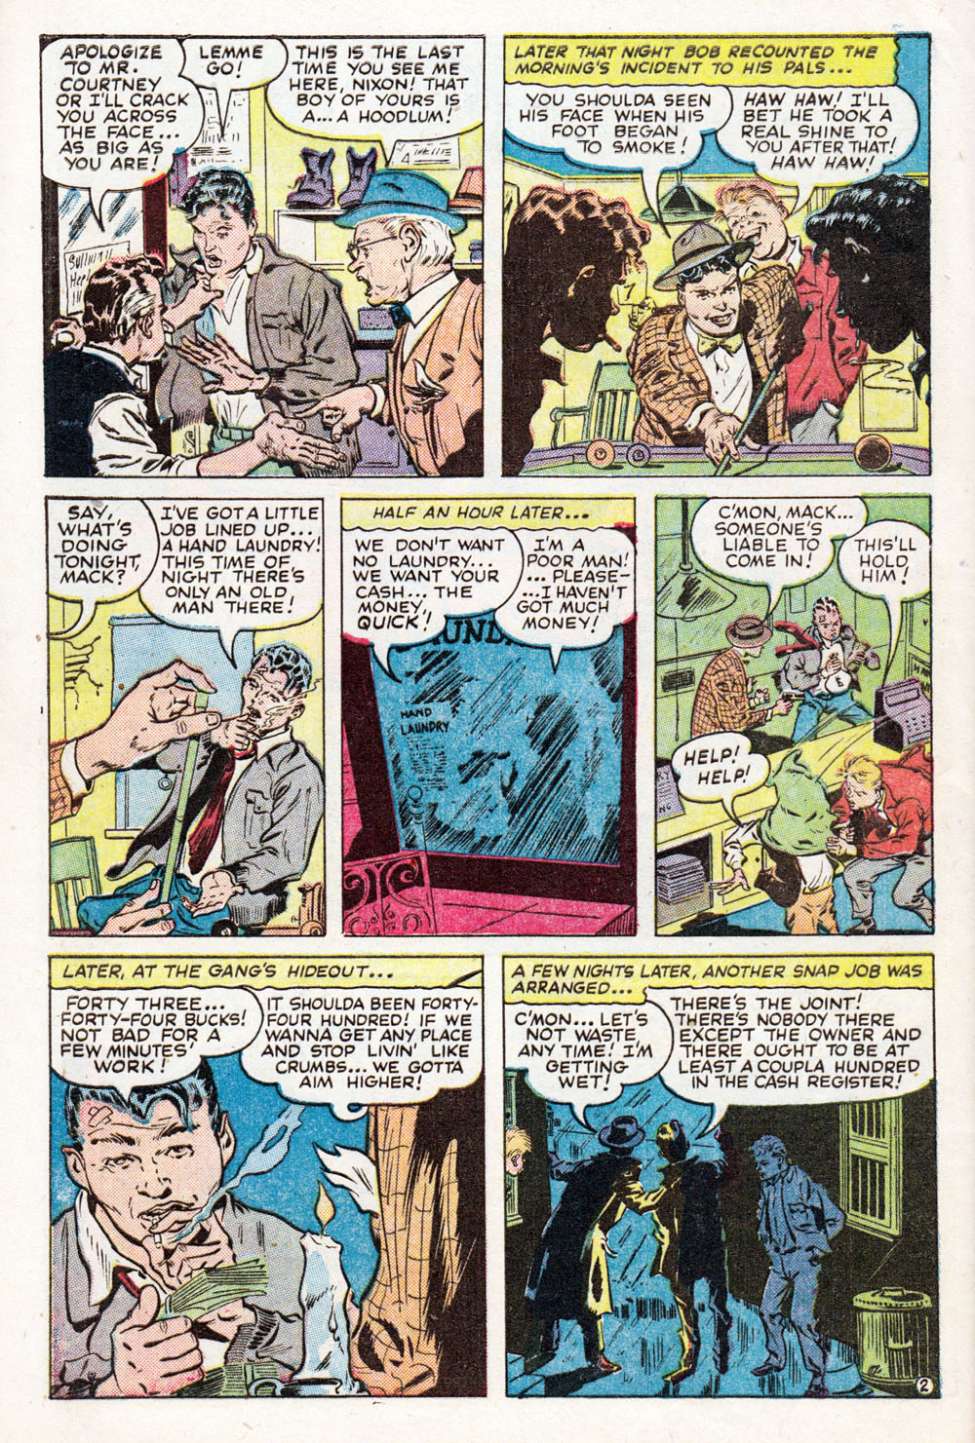 APOLOGIZE
TO MR.
COURTNEY
OR I'LL CRACK
YOU ACROSS
THE FACE...
AS BIG AS
YOU ARE!
LEMME
GO!
THIS IS THE LAST
TIME YOU SEE ME
HERE, NIXON! THAT
BOY OF YOURS IS
A... A HOODLUM!
LATER THAT NIGHT BOB RECOUNTED THE
MORNING'S INCIDENT TO HIS PALS...
YOU SHOULDA SEEN
HIS FACE WHEN HIS
FOOT BEGAN
TO SMOKE!
HAW HAW! I'LL
BET HE TOOK A
REAL SHINE TO
YOU AFTER THAT!
HAW HAW!
7
SAY,
WHAT'S
DOING
TONIGHT,
MACK?
I'VE GOT A LITTLE
JOB LINED UP...
A HAND LAUNDRY!
THIS TIME OF
NIGHT THERE'S
ONLY AN OLD
MAN THERE!
HALF AN HOUR LATER...
WE DON'T WANT
NO LAUNDRY...
WE WANT YOUR
CASH... THE
MONEY,
QUICK!
I'M A
POOR MAN!
... PLEASE-
--I HAVEN'T
GOT MUCH
MONEY!
UND
HAND
LAUNDRY
C'MON, MACK...
SOMEONE'S
LIABLE TO
COME IN!
THIS'LL
HOLD
HIM!
HELP!
HELP!
LATER, AT THE GANG'S HIDEOUT...
FORTY THREE...
FORTY-FOUR BUCKS!
NOT BAD FOR A
FEW MINUTES'
WORK!
IT SHOULDA BEEN FORTY-
FOUR HUNDRED! IF WE
WANNA GET ANY PLACE
AND STOP LIVIN' LIKE
CRUMBS... WE GOTTA
AIM HIGHER!
A FEW NIGHTS LATER, ANOTHER SNAP JOB WAS
ARRANGED...
C'MON... LET'S
NOT WASTE
ANY TIME! I'M
GETTING
WET!
THERE'S THE JOINT!
THERE'S NOBODY THERE
EXCEPT THE OWNER AND
THERE OUGHT TO BE AT
LEAST A COUPLA HUNDRED
IN THE CASH REGISTER!
2